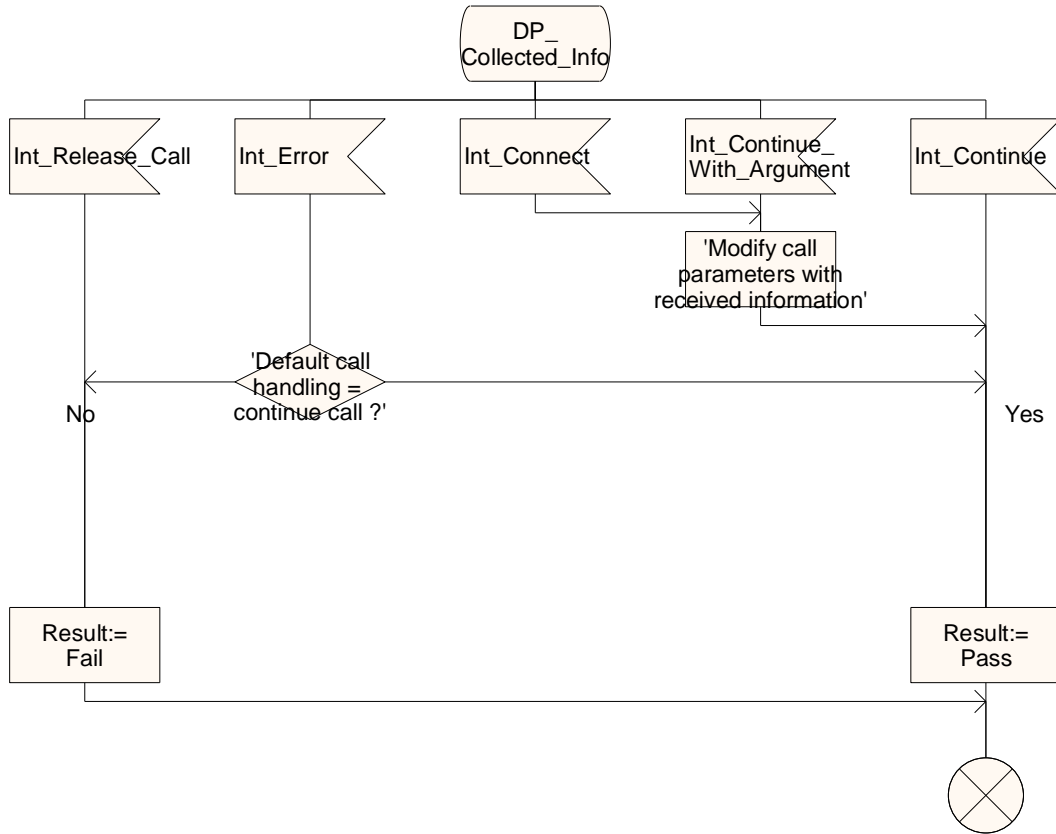 DP_
Collected_Info
Int_Release_Call
Int_Error
Int_Connect
Int_Continue_
With_Argument
Int_Continue
'Modify call
parameters with
received information'
'Default call
handling =
continue call ?'
No
Yes
Result:=
Fail
Result:=
Pass